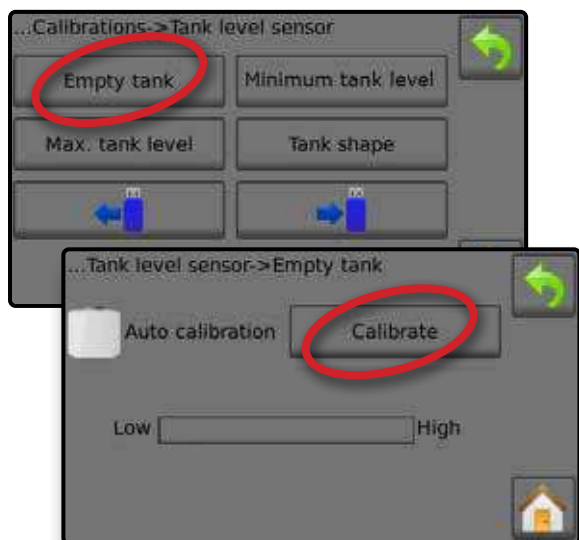 ...Calibrations->Tank level sensor
Empty tank
Minimum tank level
Max. tank level
Tank shape
...Tank level sensor->Empty tank
Auto calibration
Calibrate
Low
High